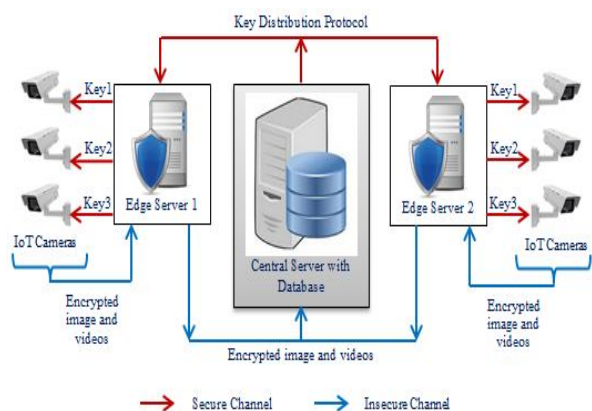 Key Distribution Protocol
Key1
Key2
Key3
Edge Server 1
IoT Cameras
Encrypted
image and
videos
Central Server with
Database
Key1
Key2
Key3
Edge Server 2
IoT Cameras
Encrypted
image and
videos
Encrypted image and videos
Secure Channel
Insecure Channel